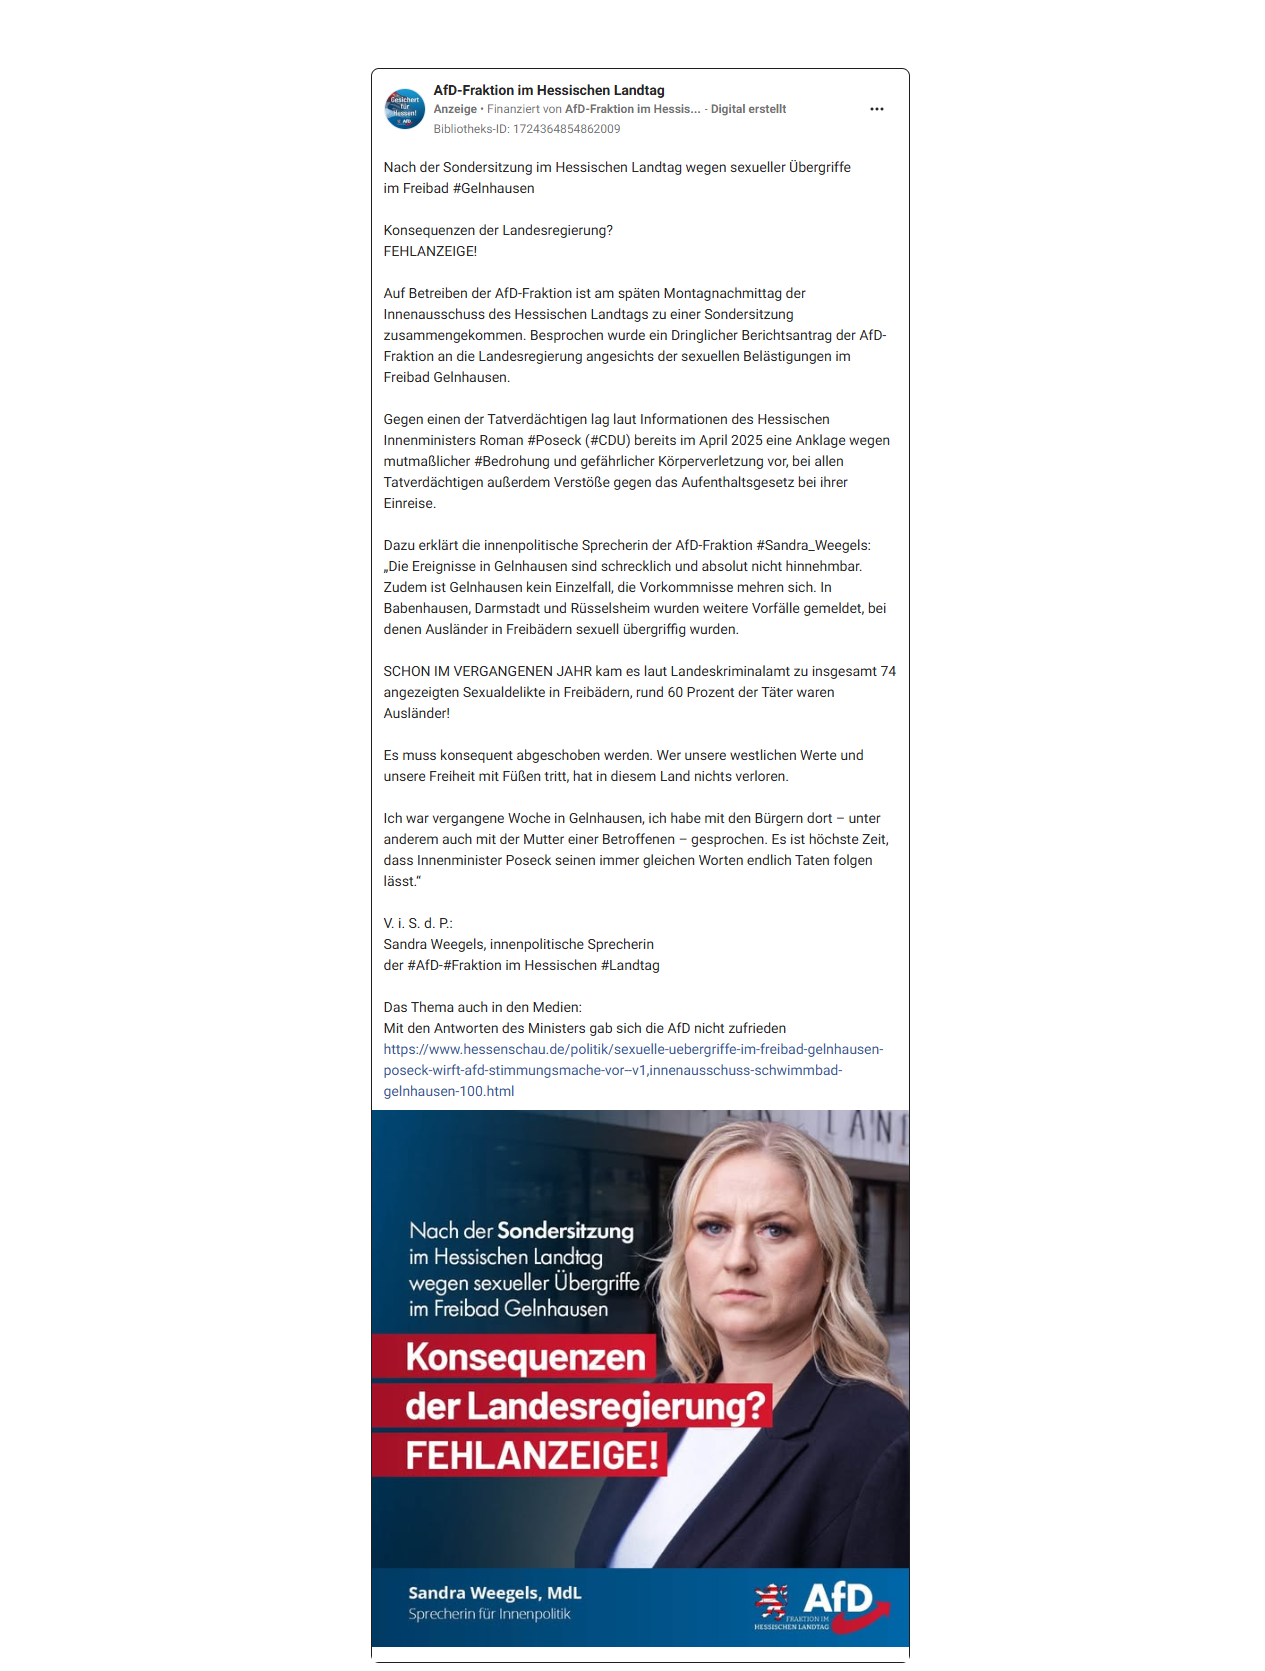 Gesichert
für
Hessen!
AfD
AfD-Fraktion im Hessischen Landtag
Anzeige • Finanziert von AfD-Fraktion im Hessis... - Digital erstellt
Bibliotheks-ID: 1724364854862009
Nach der Sondersitzung im Hessischen Landtag wegen sexueller Übergriffe
im Freibad #Gelnhausen
Konsequenzen der Landesregierung?
FEHLANZEIGE!
Auf Betreiben der AfD-Fraktion ist am späten Montagnachmittag der
Innenausschuss des Hessischen Landtags zu einer Sondersitzung
zusammengekommen. Besprochen wurde ein Dringlicher Berichtsantrag der AfD-
Fraktion an die Landesregierung angesichts der sexuellen Belästigungen im
Freibad Gelnhausen.
Gegen einen der Tatverdächtigen lag laut Informationen des Hessischen
Innenministers Roman #Poseck (#CDU) bereits im April 2025 eine Anklage wegen
mutmaßlicher #Bedrohung und gefährlicher Körperverletzung vor, bei allen
Tatverdächtigen außerdem Verstöße gegen das Aufenthaltsgesetz bei ihrer
Einreise.
Dazu erklärt die innenpolitische Sprecherin der AfD-Fraktion #Sandra_Weegels:
„Die Ereignisse in Gelnhausen sind schrecklich und absolut nicht hinnehmbar.
Zudem ist Gelnhausen kein Einzelfall, die Vorkommnisse mehren sich. In
Babenhausen, Darmstadt und Rüsselsheim wurden weitere Vorfälle gemeldet, bei
denen Ausländer in Freibädern sexuell übergriffig wurden.
SCHON IM VERGANGENEN JAHR kam es laut Landeskriminalamt zu insgesamt 74
angezeigten Sexualdelikte in Freibädern, rund 60 Prozent der Täter waren
Ausländer!
Es muss konsequent abgeschoben werden. Wer unsere westlichen Werte und
unsere Freiheit mit Füßen tritt, hat in diesem Land nichts verloren.
Ich war vergangene Woche in Gelnhausen, ich habe mit den Bürgern dort – unter
anderem auch mit der Mutter einer Betroffenen – gesprochen. Es ist höchste Zeit,
dass Innenminister Poseck seinen immer gleichen Worten endlich Taten folgen
lässt.“
V. i. S. d. P.:
Sandra Weegels, innenpolitische Sprecherin
der #AfD-#Fraktion im Hessischen #Landtag
Das Thema auch in den Medien:
Mit den Antworten des Ministers gab sich die AfD nicht zufrieden
https://www.hessenschau.de/politik/sexuelle-uebergriffe-im-freibad-gelnhausen-
poseck-wirft-afd-stimmungsmache-vor--v1,innenausschuss-schwimmbad-
gelnhausen-100.html
LAND
Nach der Sondersitzung
im Hessischen Landtag
wegen sexueller Übergriffe
im Freibad Gelnhausen
Konsequenzen
der Landesregierung?
FEHLANZEIGE!
Sandra Weegels, MdL
Sprecherin für Innenpolitik
AfD
FRAKTION IM
HESSISCHEN LANDTAG